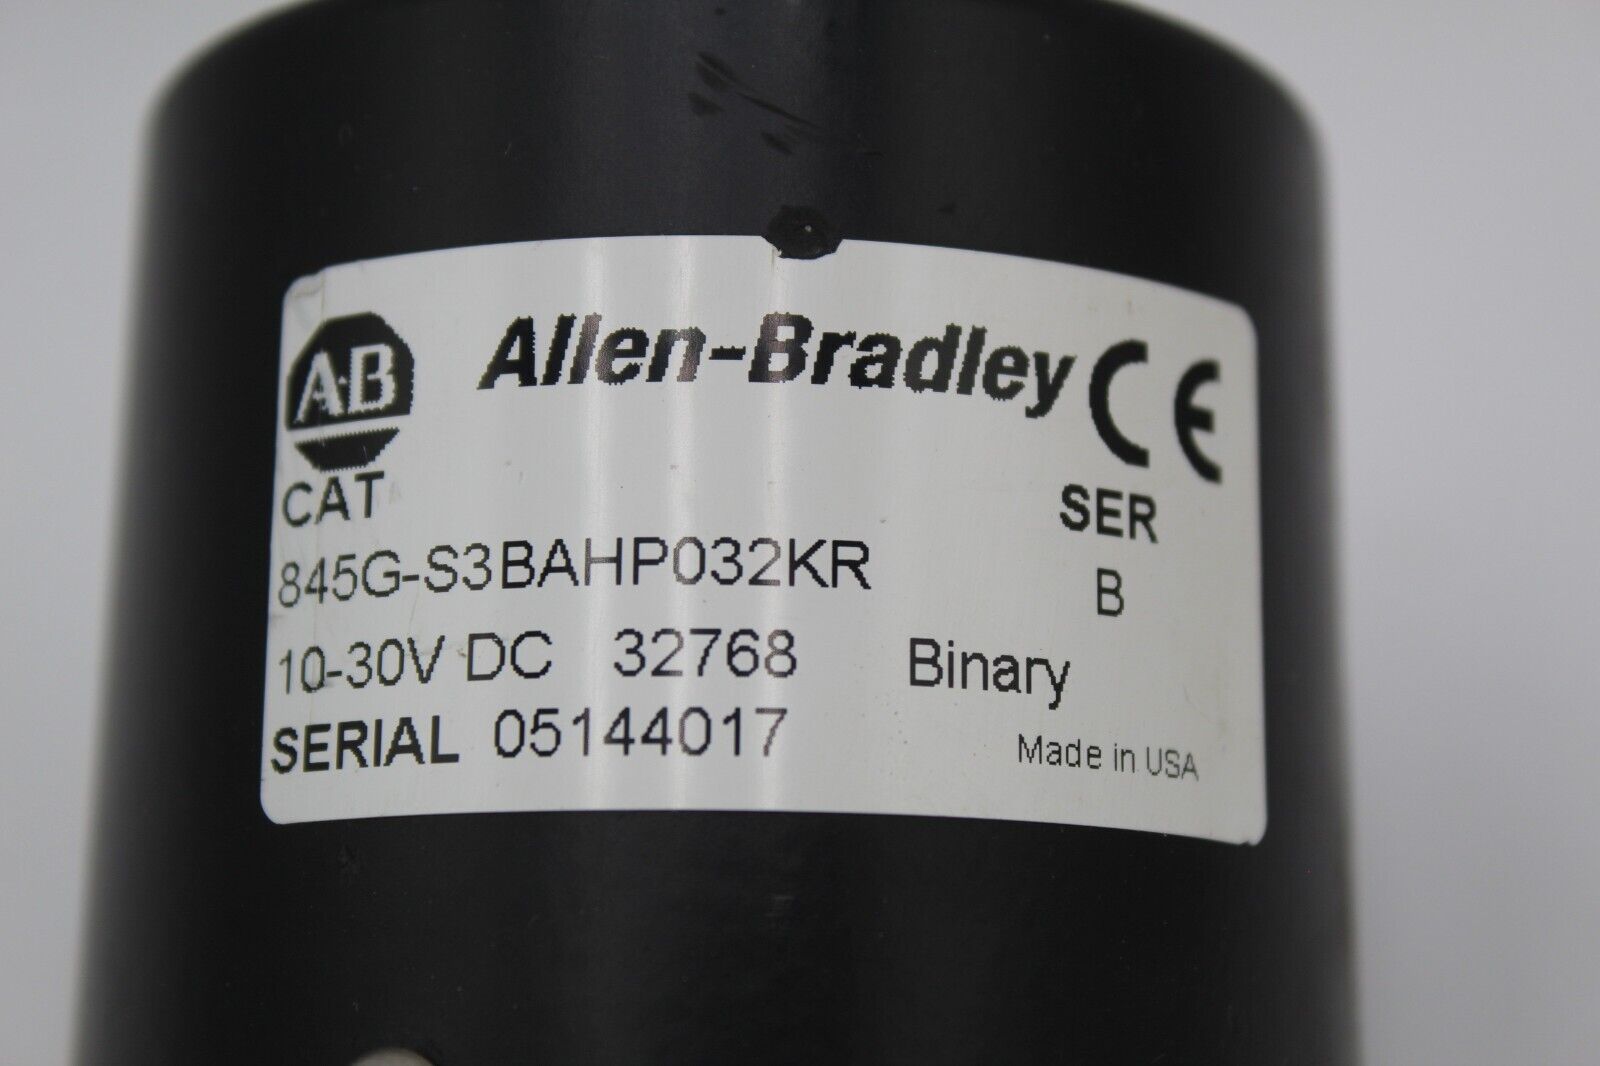 AB Allen-Bradley CE
CAT SER
845G-S3BAHP032KR B
10-30V DC 32768 Binary
SERIAL 05144017 Made in USA